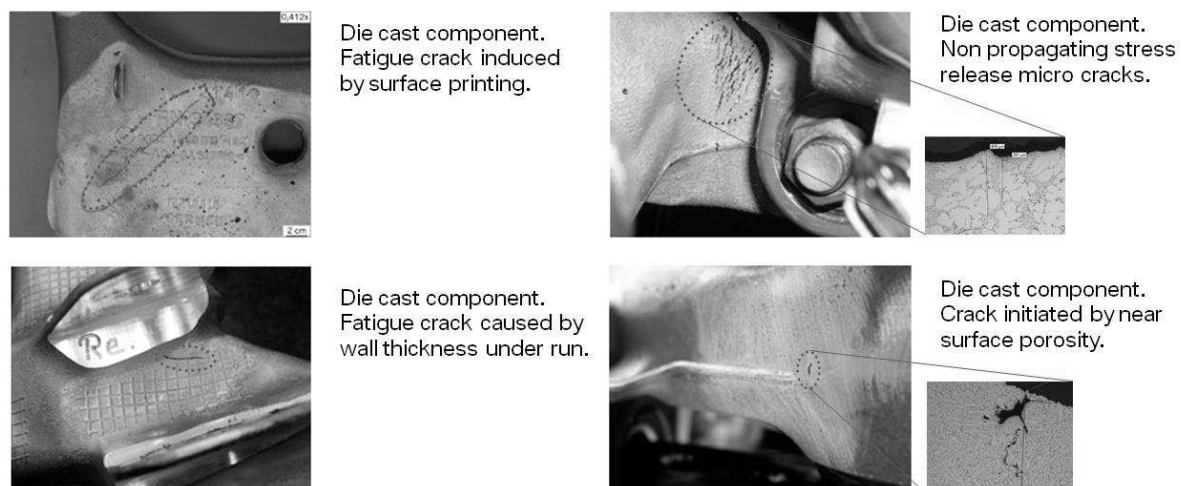 0,412x
2 cm
Die cast component.
Fatigue crack induced
by surface printing.
Die cast component.
Non propagating stress
release micro cracks.
Re.
Die cast component.
Fatigue crack caused by
wall thickness under run.
Die cast component.
Crack initiated by near
surface porosity.